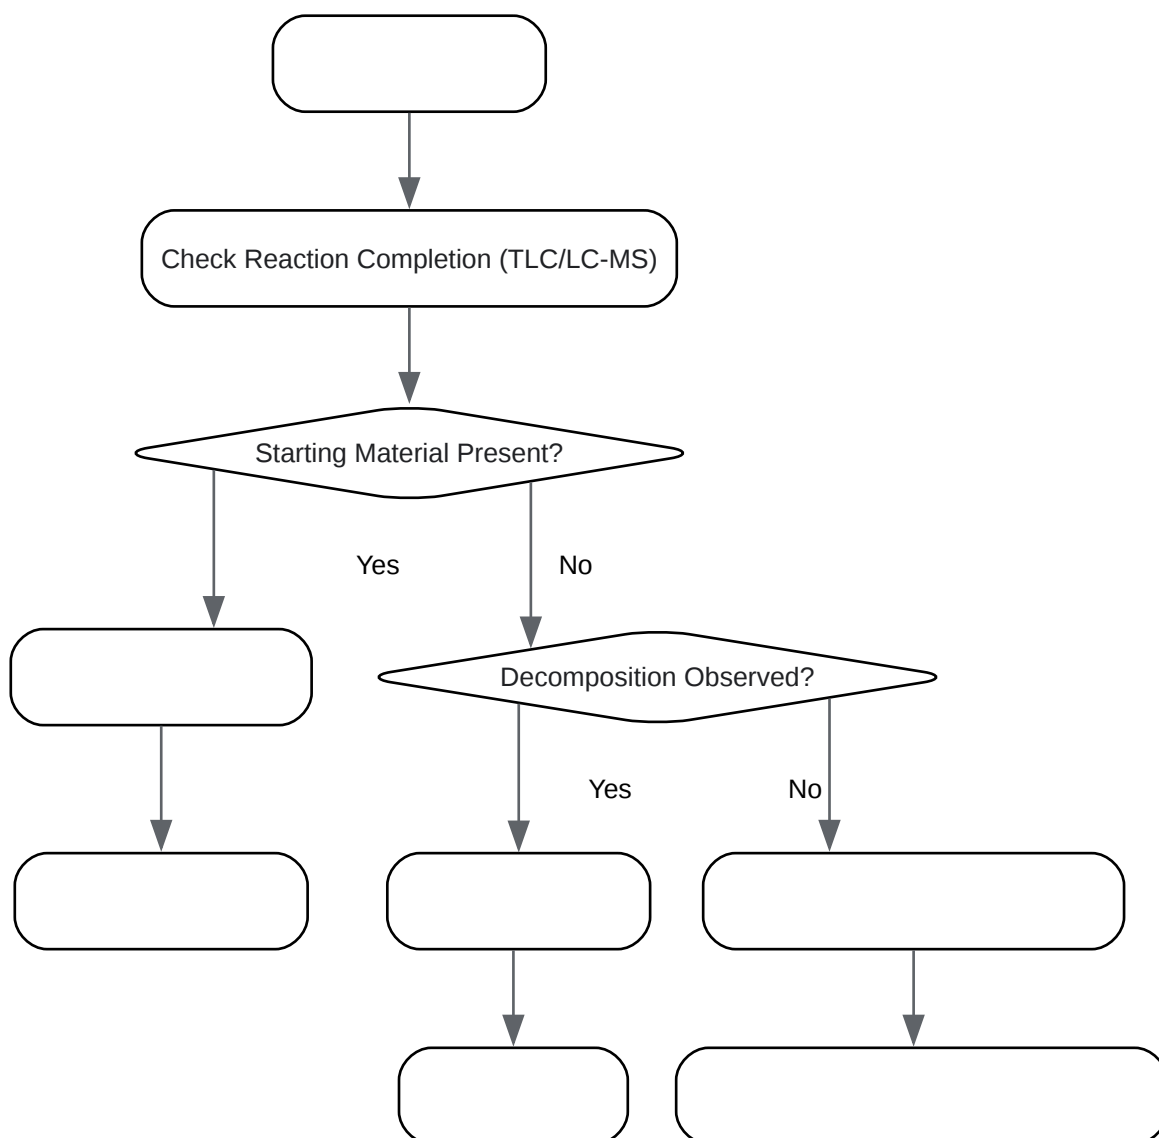 Check Reaction Completion (TLC/LC-MS)
Starting Material Present?
Yes
No
Decomposition Observed?
Yes
No